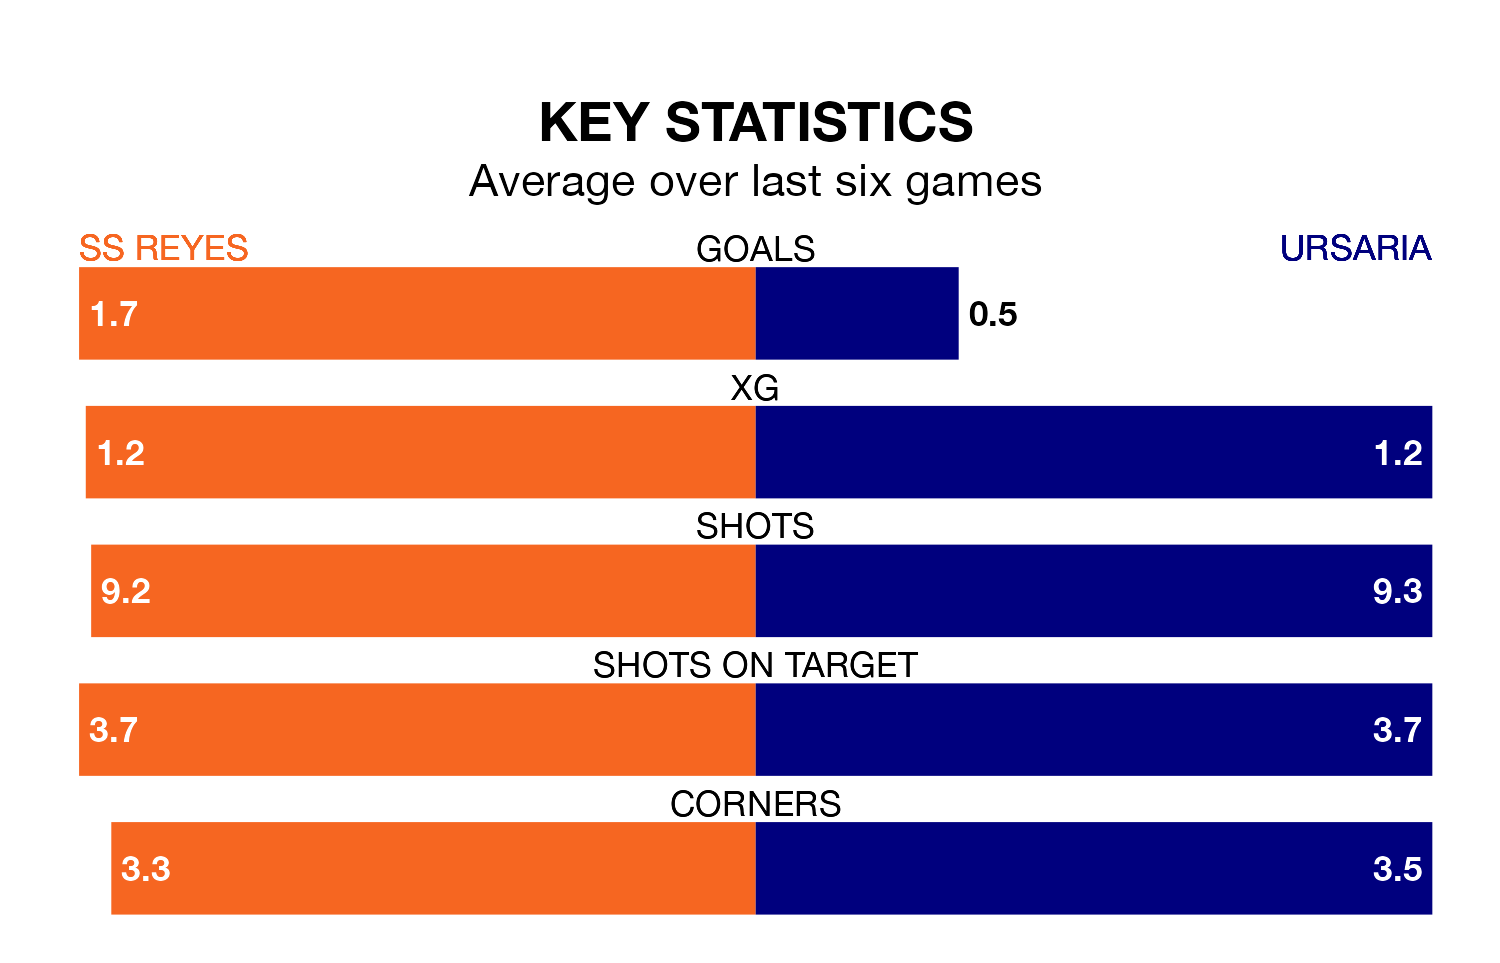 KEY STATISTICS
Average over last six games
SS REYES GOALS URSARIA
1.7 0.5
XG
1.2 1.2
SHOTS
9.2 9.3
SHOTS ON TARGET
3.7 3.7
CORNERS
3.3 3.5